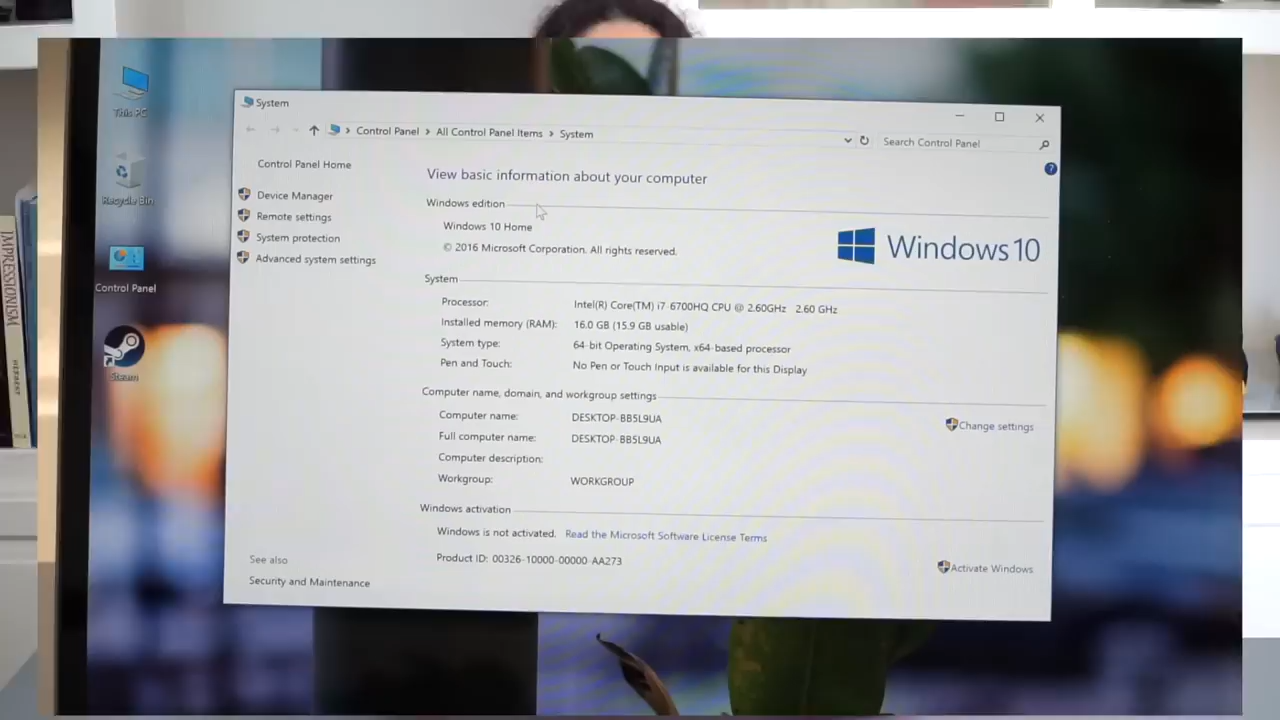 This PC
Recycle Bin
Control Panel
Steam
IMPRESSIONISM
System
Control Panel > All Control Panel Items > System
Search Control Panel
Control Panel Home
Device Manager
Remote settings
System protection
Advanced system settings
See also
Security and Maintenance
?
View basic information about your computer
Windows edition
Windows 10 Home
© 2016 Microsoft Corporation. All rights reserved.
Windows 10
System
Processor: Intel(R) Core(TM) i7-6700HQ CPU @ 2.60GHz 2.60 GHz
Installed memory (RAM): 16.0 GB (15.9 GB usable)
System type: 64-bit Operating System, x64-based processor
Pen and Touch: No Pen or Touch Input is available for this Display
Computer name, domain, and workgroup settings
Computer name: DESKTOP-BB5L9UA
Change settings
Full computer name: DESKTOP-BB5L9UA
Computer description:
Workgroup: WORKGROUP
Windows activation
Windows is not activated. Read the Microsoft Software License Terms
Product ID: 00326-10000-00000-AA273
Activate Windows